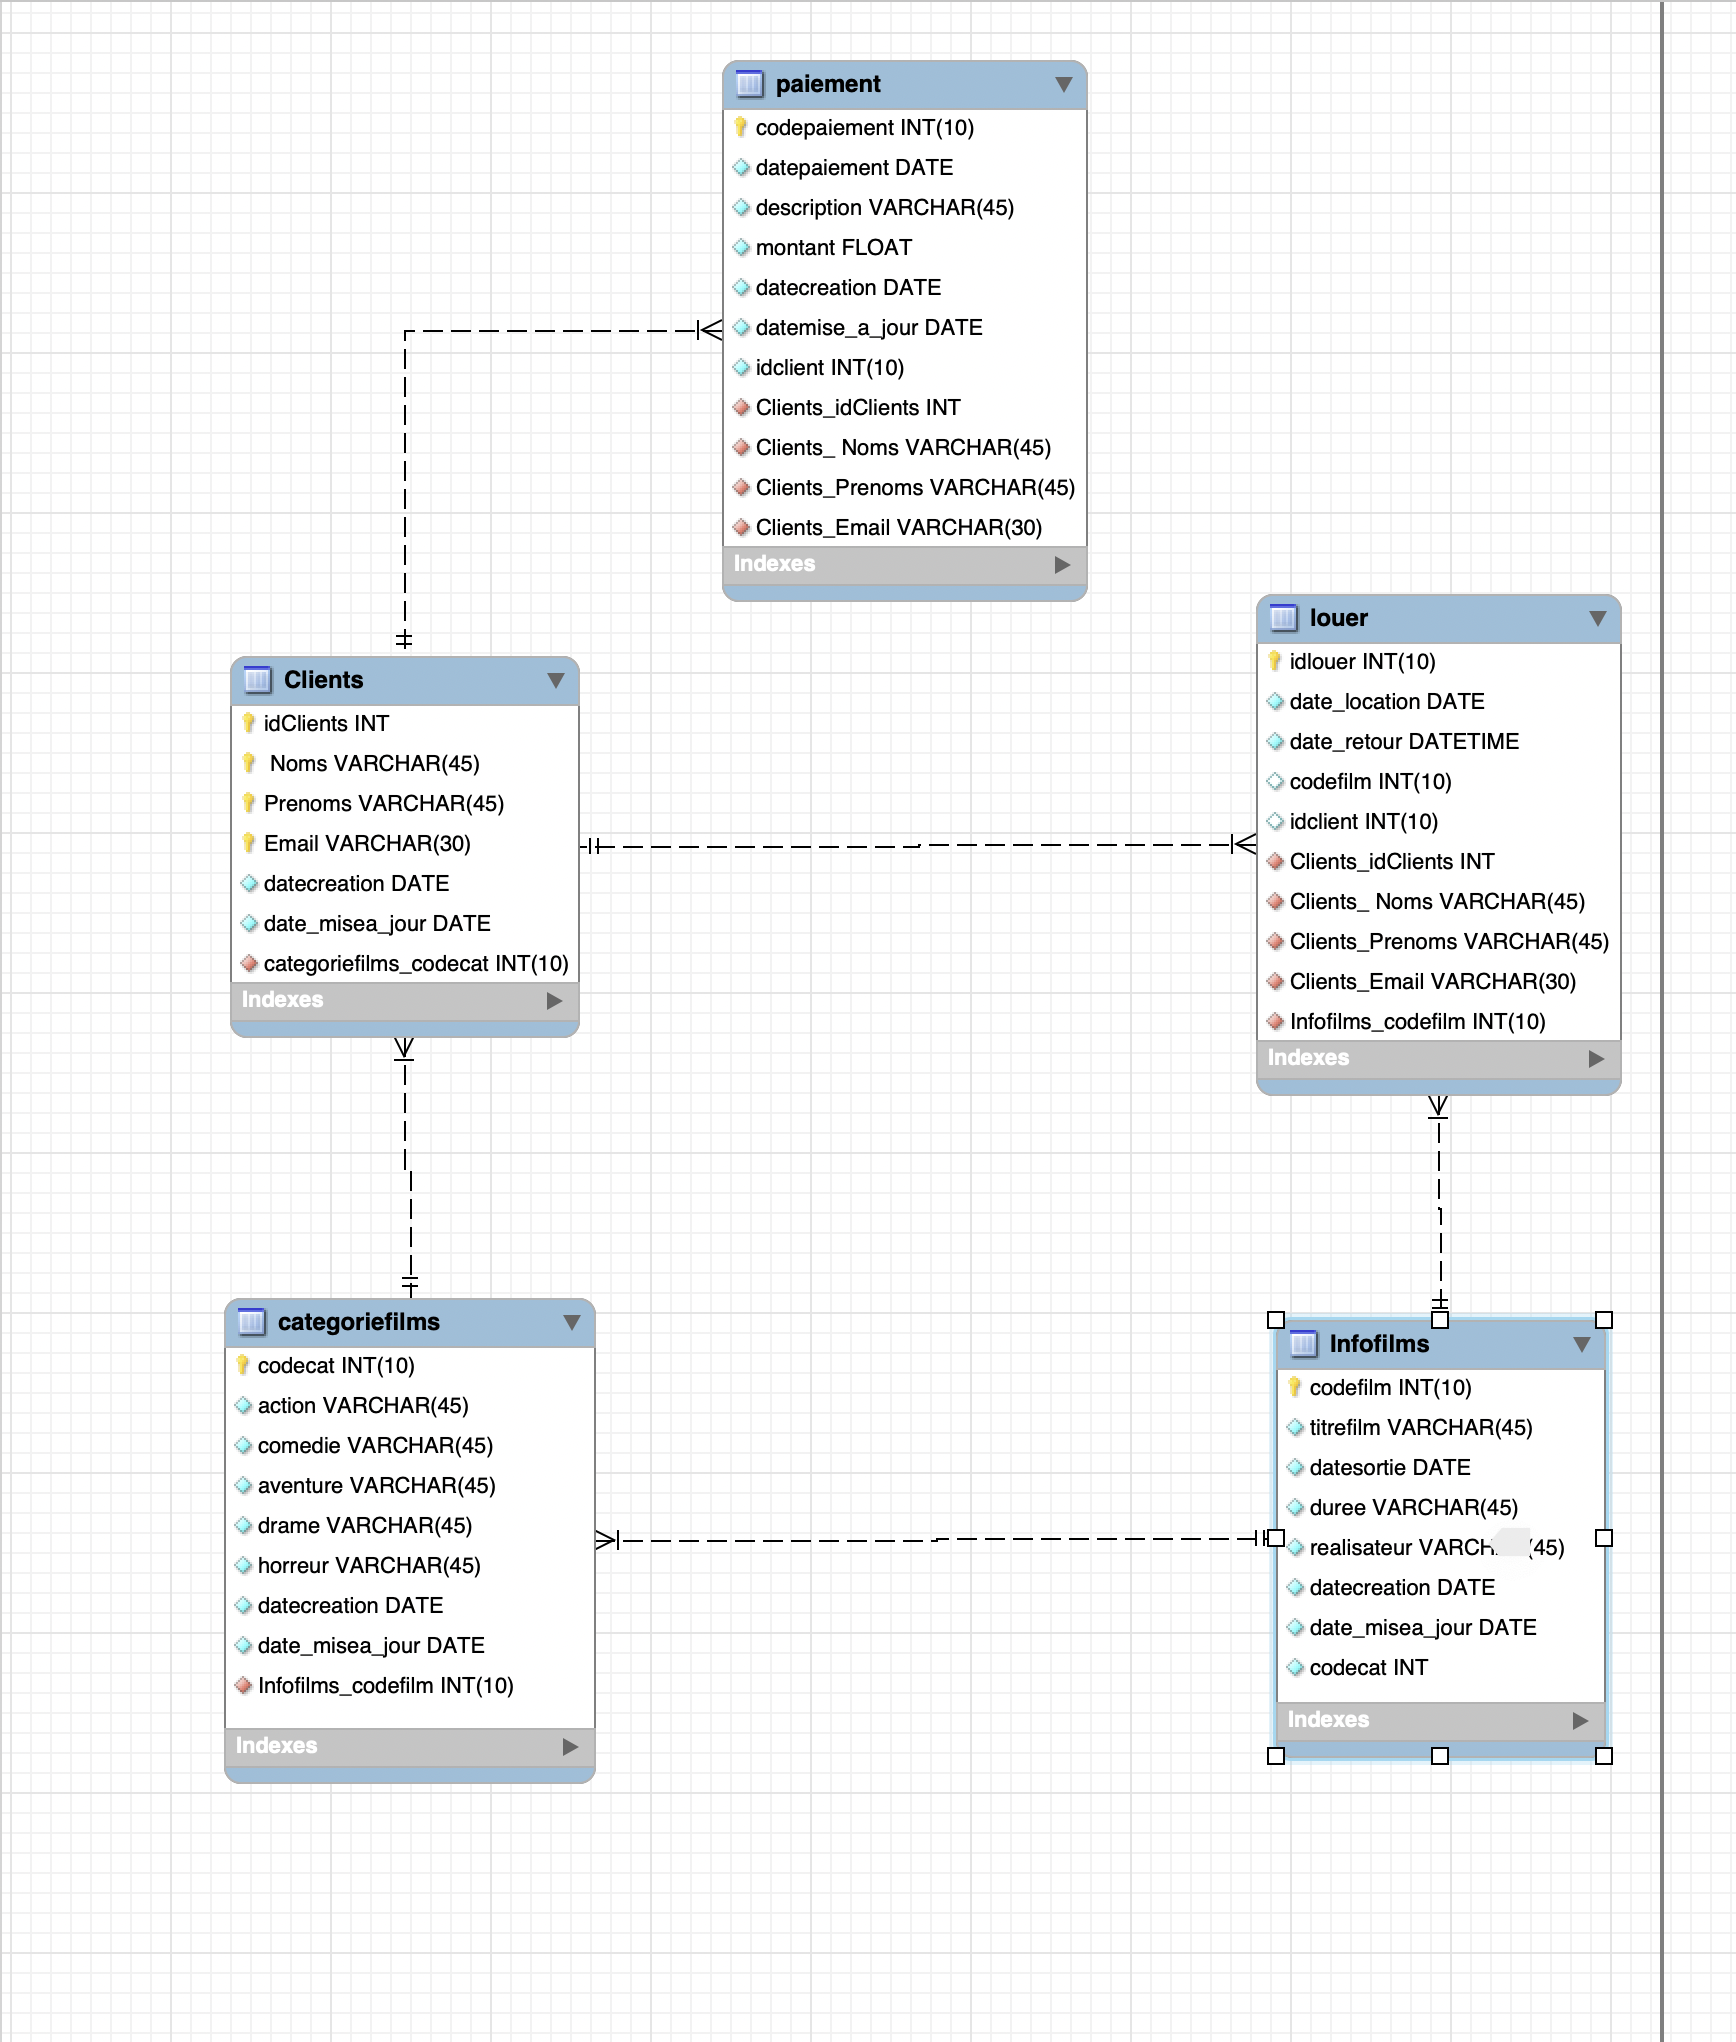 paiement
codepaiement INT(10)
datepaiement DATE
description VARCHAR(45)
montant FLOAT
datecreation DATE
datemise_a_jour DATE
idclient INT(10)
Clients_idClients INT
Clients_ Noms VARCHAR(45)
Clients_Prenoms VARCHAR(45)
Clients_Email VARCHAR(30)
Indexes
louer
idlouer INT(10)
date_location DATE
date_retour DATETIME
codefilm INT(10)
idclient INT(10)
Clients_idClients INT
Clients_ Noms VARCHAR(45)
Clients_Prenoms VARCHAR(45)
Clients_Email VARCHAR(30)
Infofilms_codefilm INT(10)
Indexes
Clients
idClients INT
Noms VARCHAR(45)
Prenoms VARCHAR(45)
Email VARCHAR(30)
datecreation DATE
date_misea_jour DATE
categoriefilms_codecat INT(10)
Indexes
categoriefilms
codecat INT(10)
action VARCHAR(45)
comedie VARCHAR(45)
aventure VARCHAR(45)
drame VARCHAR(45)
horreur VARCHAR(45)
datecreation DATE
date_misea_jour DATE
Infofilms_codefilm INT(10)
Indexes
Infofilms
codefilm INT(10)
titrefilm VARCHAR(45)
datesortie DATE
duree VARCHAR(45)
realisateur (45)
datecreation DATE
date_misea_jour DATE
codecat INT
Indexes